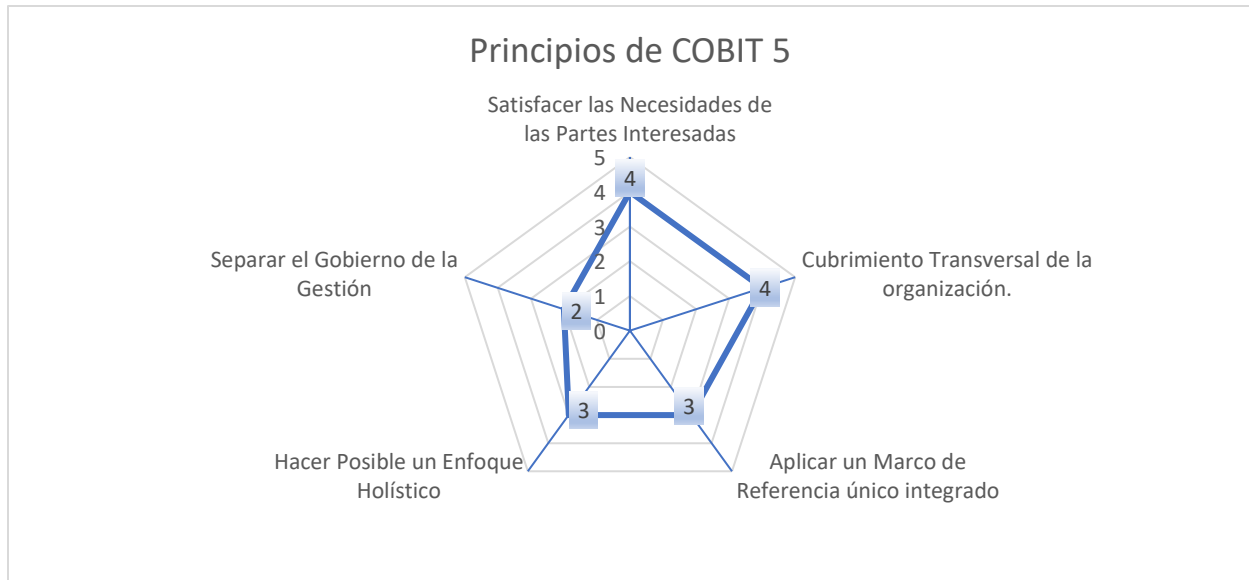 Principios de COBIT 5
Satisfacer las Necesidades de
las Partes Interesadas
5
4
4
3
2
1
0
Cubrimiento Transversal de la
organización.
4
Separar el Gobierno de la
Gestión
2
3
3
Hacer Posible un Enfoque
Holístico
Aplicar un Marco de
Referencia único integrado